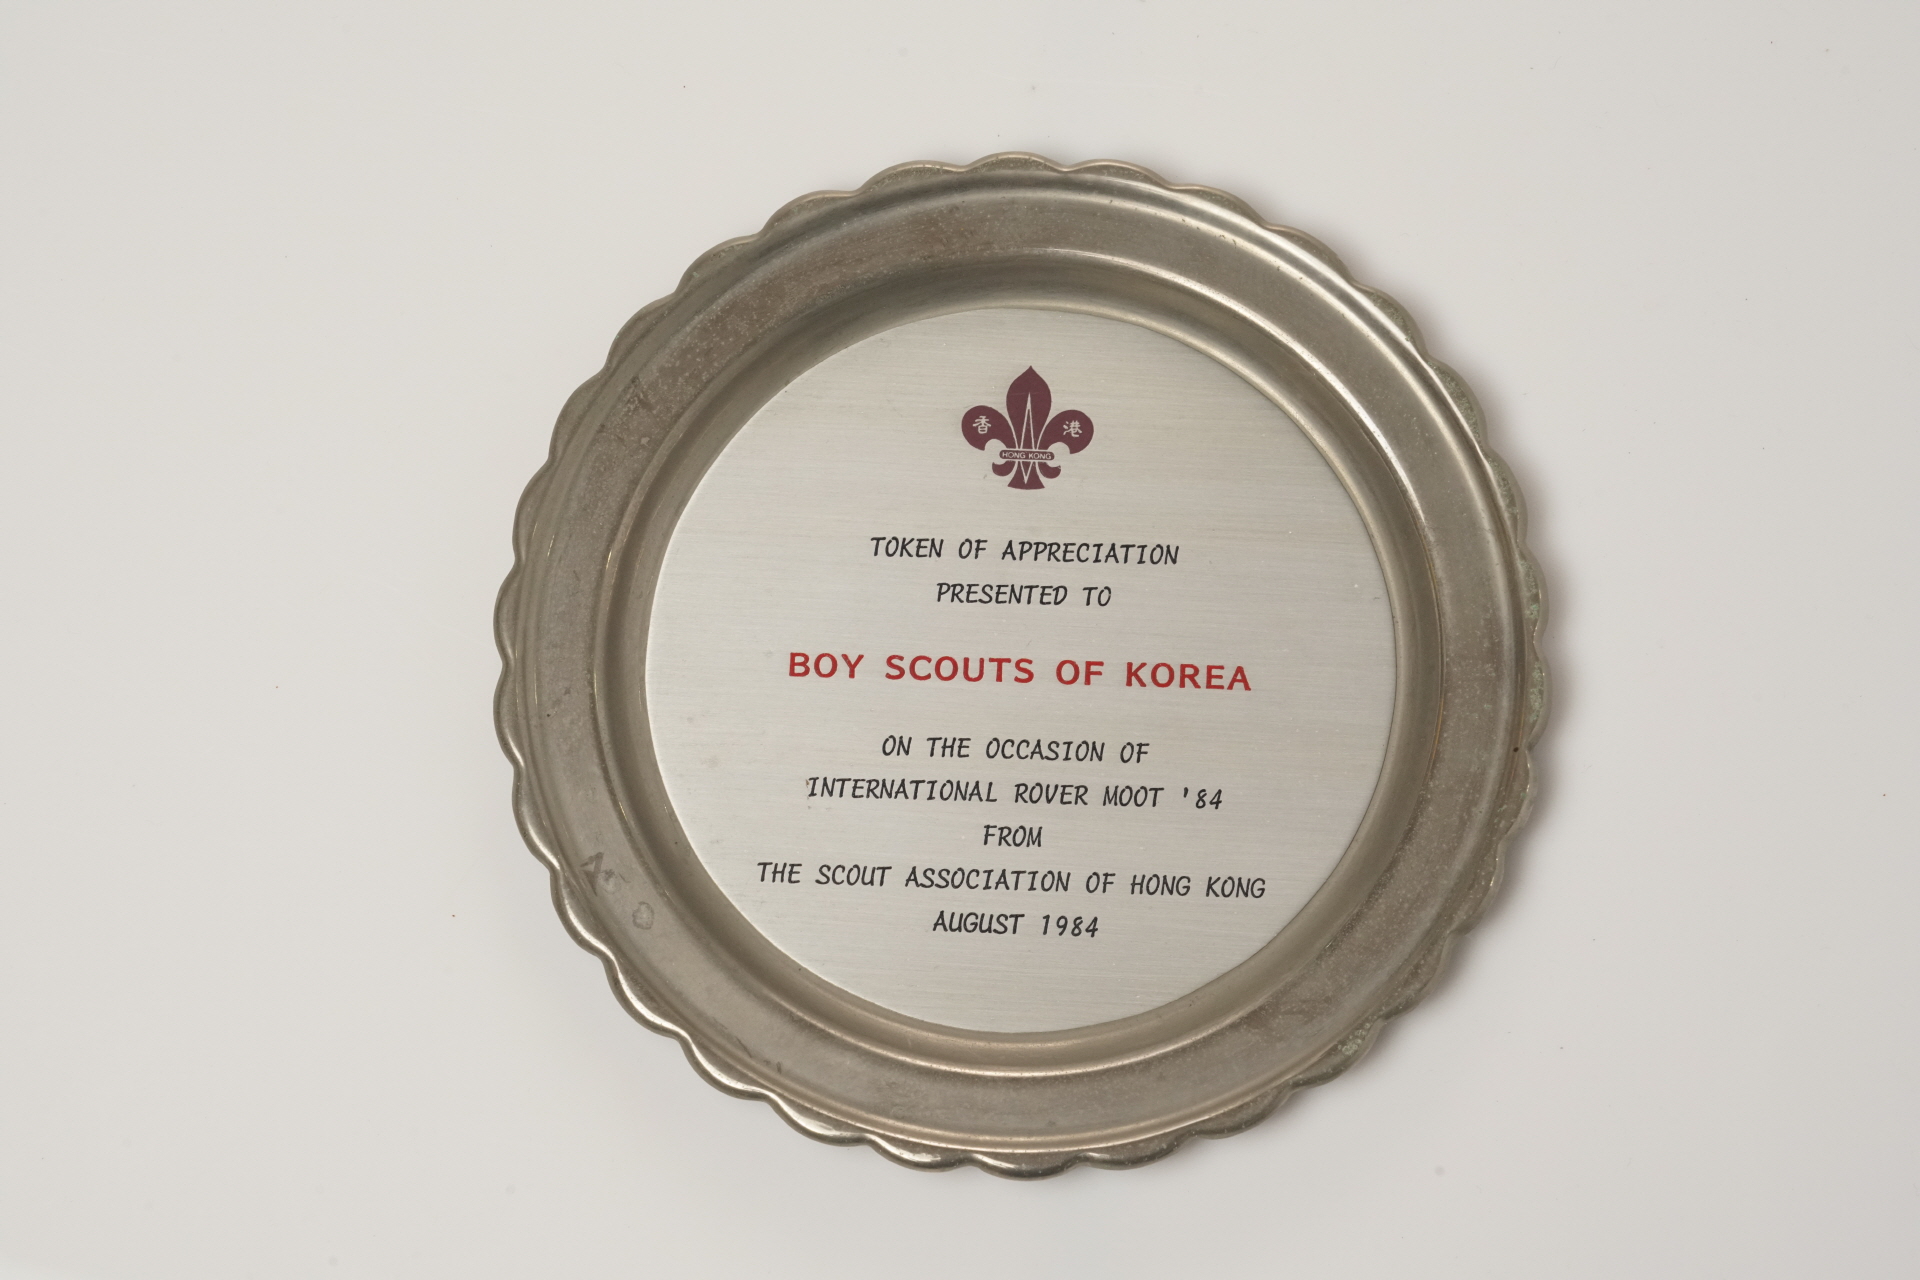 香 港
HONG KONG
TOKEN OF APPRECIATION
PRESENTED TO
BOY SCOUTS OF KOREA
ON THE OCCASION OF
INTERNATIONAL ROVER MOOT '84
FROM
THE SCOUT ASSOCIATION OF HONG KONG
AUGUST 1984